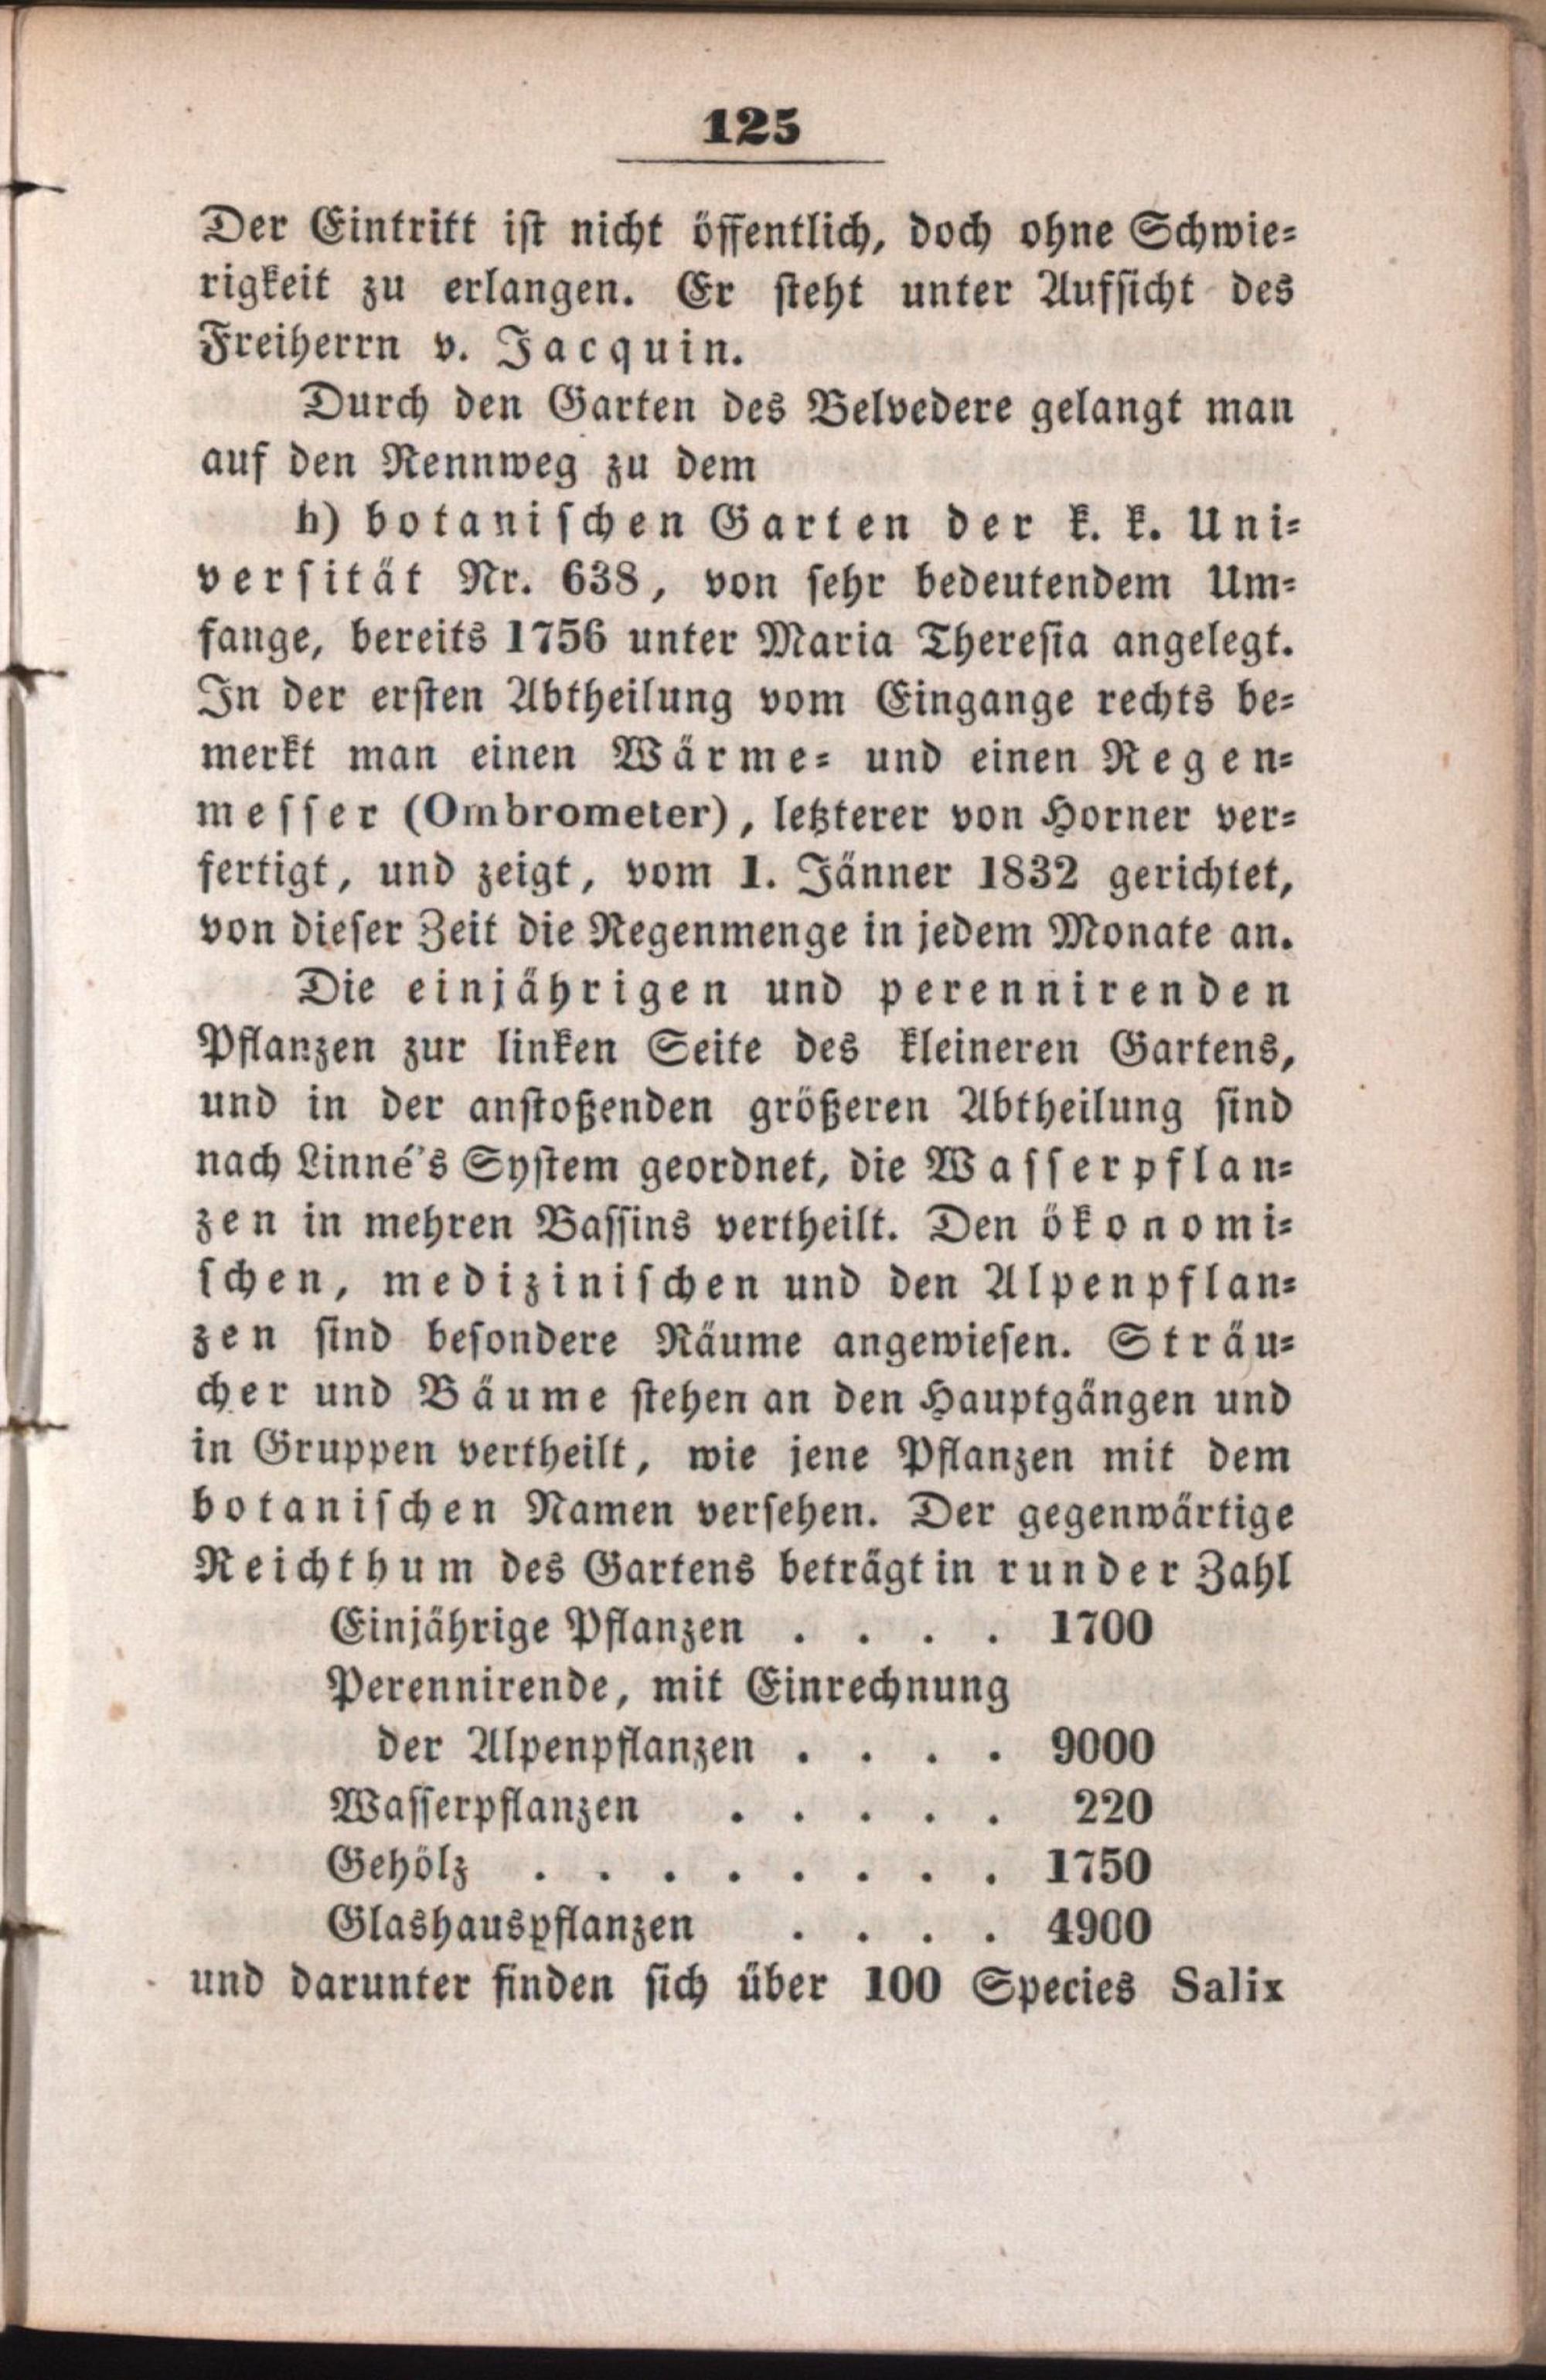 125
Der Eintritt ist nicht öffentlich, doch ohne Schwie=
rigkeit zu erlangen. Er steht unter Aufsicht des
Freiherrn v. Jacquin.
Durch den Garten des Belvedere gelangt man
auf den Rennweg zu dem
h) botanischen Garten der k. k. Uni=
versität Nr. 638, von sehr bedeutendem Um=
fange, bereits 1756 unter Maria Theresia angelegt.
In der ersten Abtheilung vom Eingange rechts be=
merkt man einen Wärme= und einen Regen=
messer (Ombrometer), letzterer von Horner ver=
fertigt, und zeigt, vom 1. Jänner 1832 gerichtet,
von dieser Zeit die Regenmenge in jedem Monate an.
Die einjährigen und perennirenden
Pflanzen zur linken Seite des kleineren Gartens,
und in der anstoßenden größeren Abtheilung sind
nach Linné's System geordnet, die Wasserpflan=
zen in mehren Bassins vertheilt. Den ökonomi=
schen, medizinischen und den Alpenpflan=
zen sind besondere Räume angewiesen. Sträu=
cher und Bäume stehen an den Hauptgängen und
in Gruppen vertheilt, wie jene Pflanzen mit dem
botanischen Namen versehen. Der gegenwärtige
Reichthum des Gartens beträgt in runder Zahl
Einjährige Pflanzen . . . . 1700
Perennirende, mit Einrechnung
der Alpenpflanzen . . . . 9000
Wasserpflanzen . . . . . 220
Gehölz . . . . . . . . 1750
Glashauspflanzen . . . . 4900
und darunter finden sich über 100 Species Salix